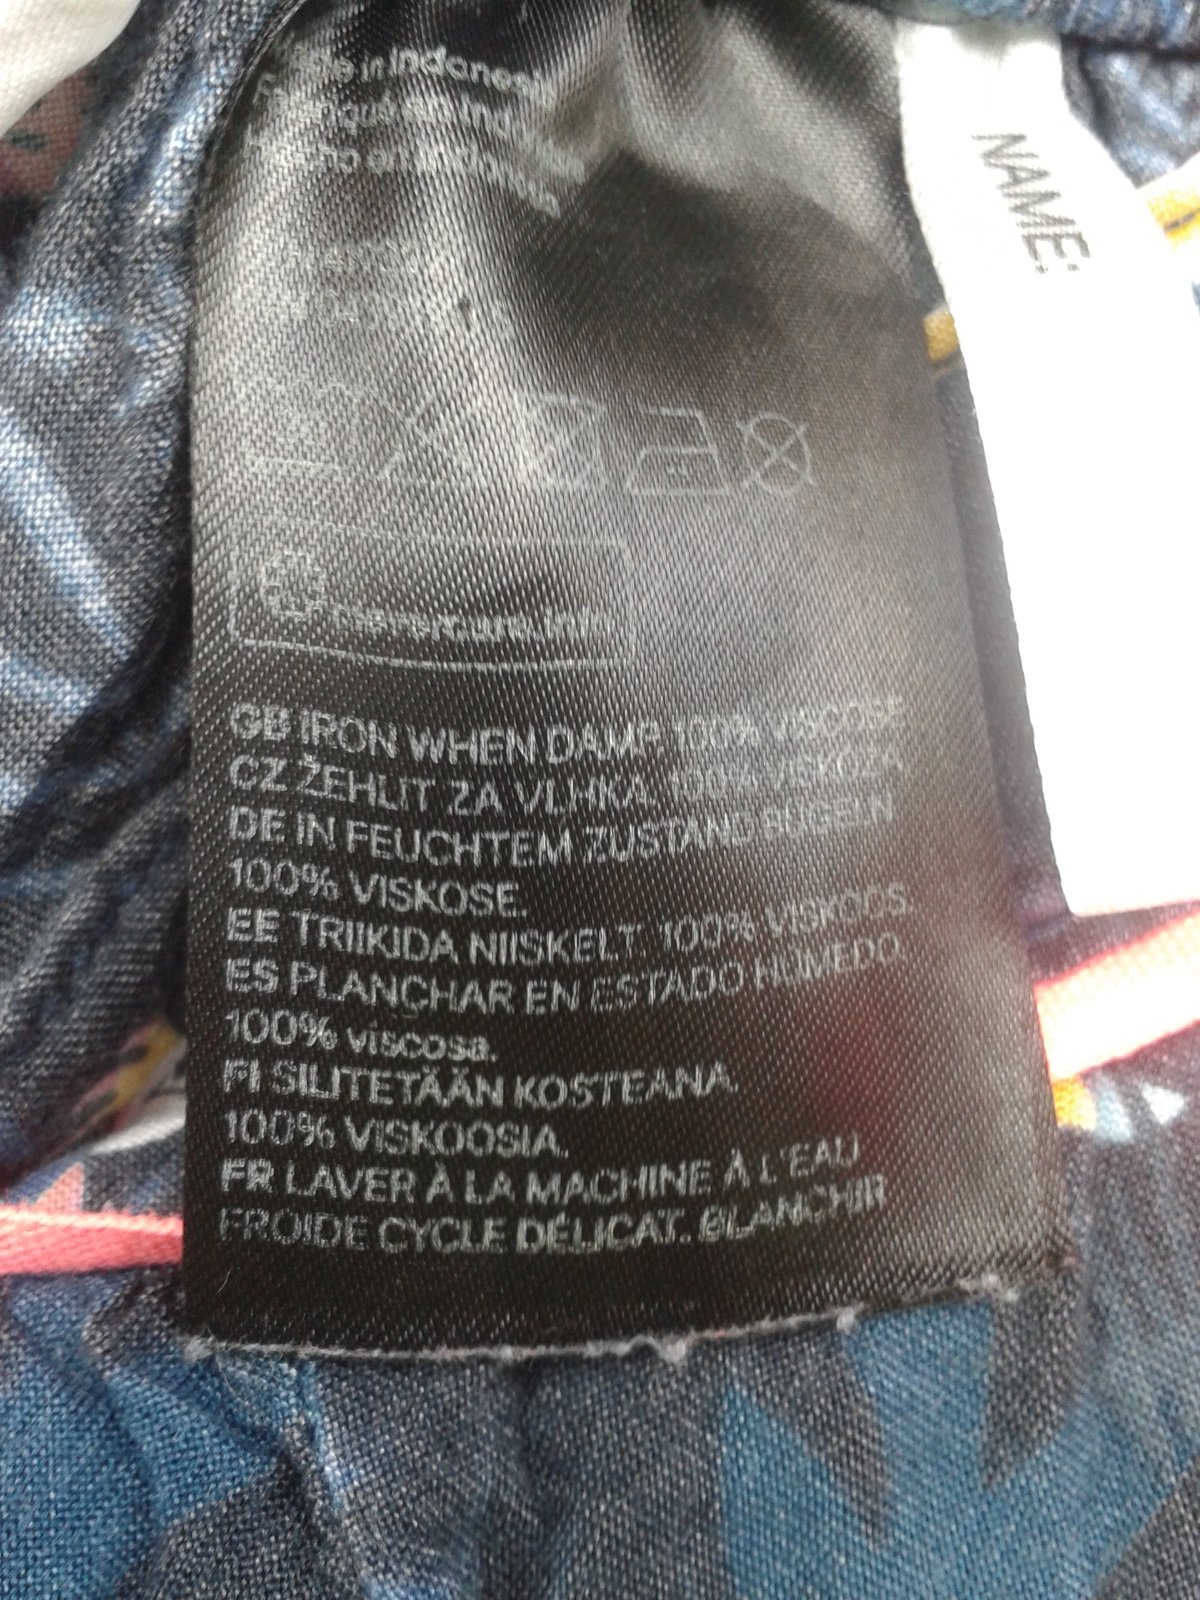 in Indonesi
NAME:
GB IRON WHEN DAMP. 100% VISCOSE
CZ ŽEHLIT ZA VLHKA. 100% VISKÓZA
DE IN FEUCHTEM ZUSTAND BÜGELN
100% VISKOSE.
EE TRIIKIDA NIISKELT. 100% VISKOOS.
ES PLANCHAR EN ESTADO HÚMEDO.
100% viscosa.
FI SILITETÄÄN KOSTEANA
100% VISKOOSIA.
FR LAVER À LA MACHINE À L'EAU
FROIDE CYCLE DÉLICAT. BLANCHIR